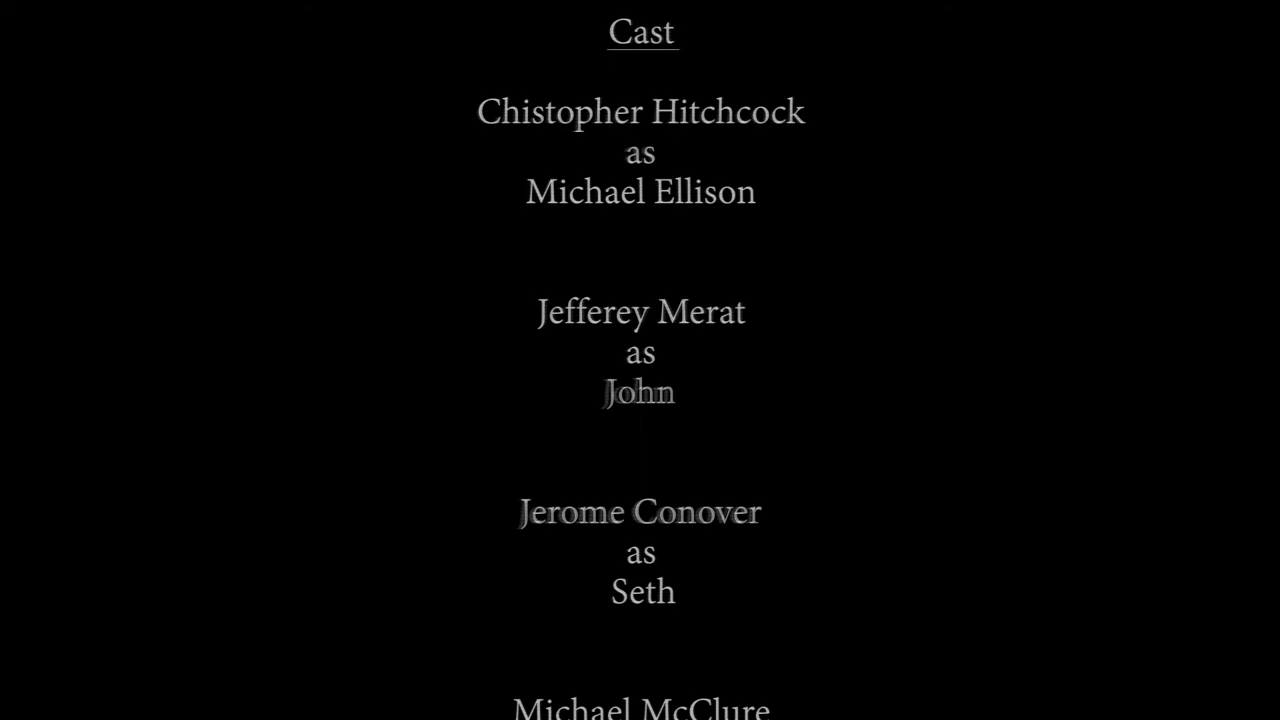 Cast
Chistopher Hitchcock
as
Michael Ellison
Jefferey Merat
as
John
Jerome Conover
as
Seth
Michael McClure